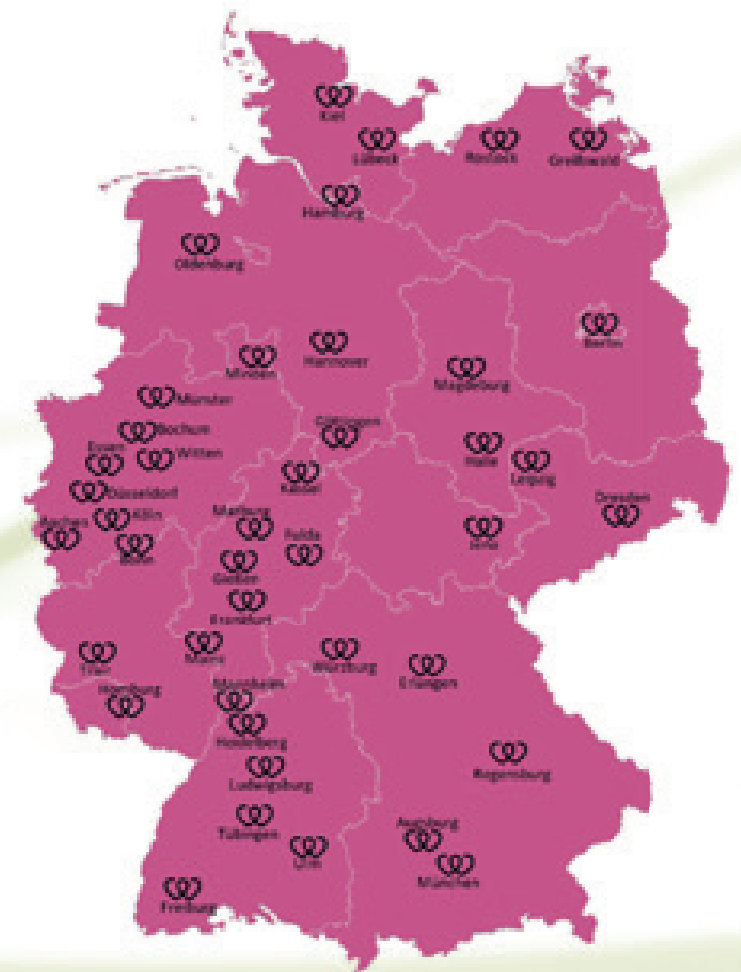 Kiel
Lübeck
Rostock
Greifswald
Hamburg
Oldenburg
Berlin
Hannover
Minden
Magdeburg
Münster
Göttingen
Bochum
Essen
Witten
Halle
Leipzig
Kassel
Düsseldorf
Dresden
Köln
Aachen
Marburg
Fulda
Jena
Bonn
Gießen
Frankfurt
Mainz
Würzburg
Trier
Erlangen
Homburg
Mannheim
Heidelberg
Regensburg
Ludwigsburg
Augsburg
Tübingen
Ulm
München
Freiburg